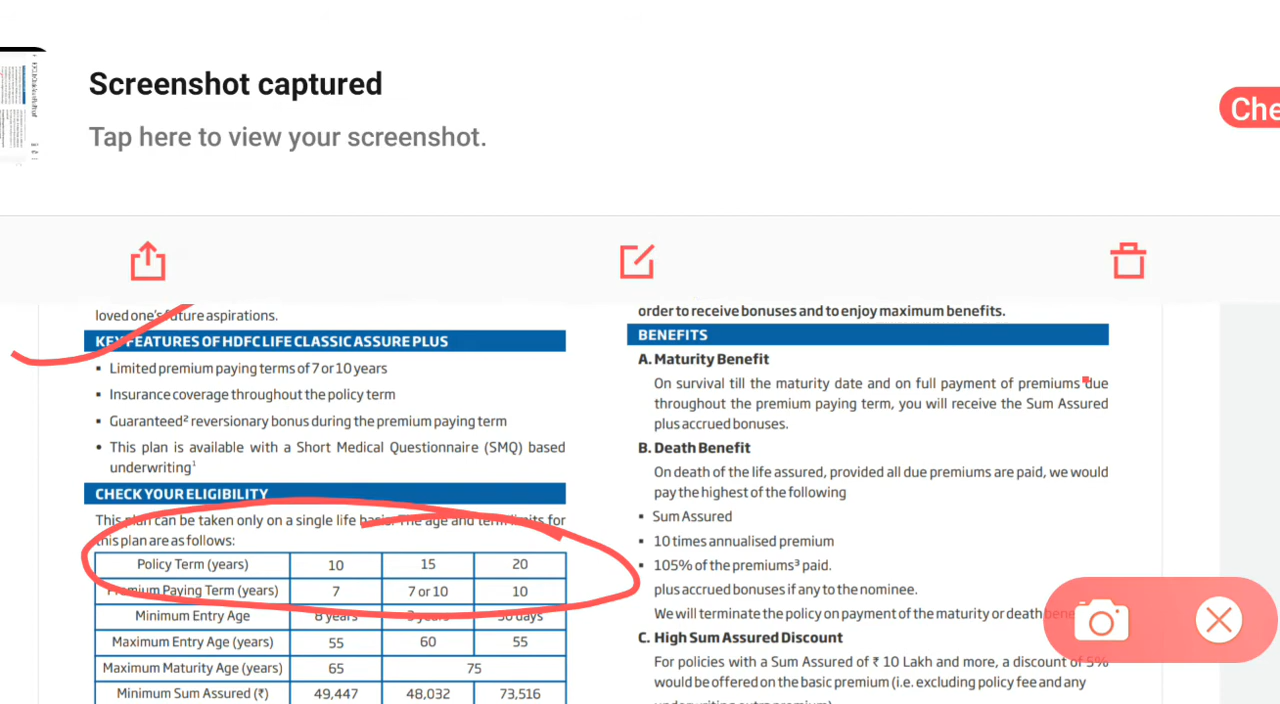 Screenshot captured
Tap here to view your screenshot.
Che
loved one's future aspirations.
KEY FEATURES OF HDFC LIFE CLASSIC ASSURE PLUS
▪ Limited premium paying terms of 7 or 10 years
▪ Insurance coverage throughout the policy term
▪ Guaranteed² reversionary bonus during the premium paying term
• This plan is available with a Short Medical Questionnaire (SMQ) based
underwriting¹
CHECK YOUR ELIGIBILITY
This plan can be taken only on a single life basis. The age and term limits for
this plan are as follows:
Policy Term (years) 10 15 20
Premium Paying Term (years) 7 7 or 10 10
Minimum Entry Age 8 years 3 years 30 days
Maximum Entry Age (years) 55 60 55
Maximum Maturity Age (years) 65 75
Minimum Sum Assured (₹) 49,447 48,032 73,516
order to receive bonuses and to enjoy maximum benefits.
BENEFITS
A. Maturity Benefit
On survival till the maturity date and on full payment of premiums due
throughout the premium paying term, you will receive the Sum Assured
plus accrued bonuses.
B. Death Benefit
On death of the life assured, provided all due premiums are paid, we would
pay the highest of the following
▪ Sum Assured
▪ 10 times annualised premium
▪ 105% of the premiums³ paid.
plus accrued bonuses if any to the nominee.
We will terminate the policy on payment of the maturity or death bene
C. High Sum Assured Discount
For policies with a Sum Assured of ₹ 10 Lakh and more, a discount of 5%
would be offered on the basic premium (i.e. excluding policy fee and any
underwriting extra premium)